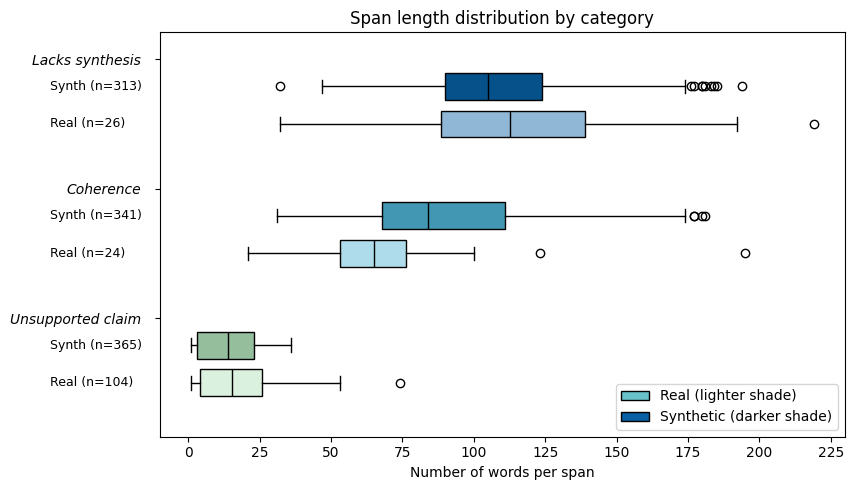 Span length distribution by category
Lacks synthesis
Synth (n=313)
Real (n=26)
Coherence
Synth (n=341)
Real (n=24)
Unsupported claim
Synth (n=365)
Real (n=104)
Real (lighter shade)
Synthetic (darker shade)
0 25 50 75 100 125 150 175 200 225
Number of words per span